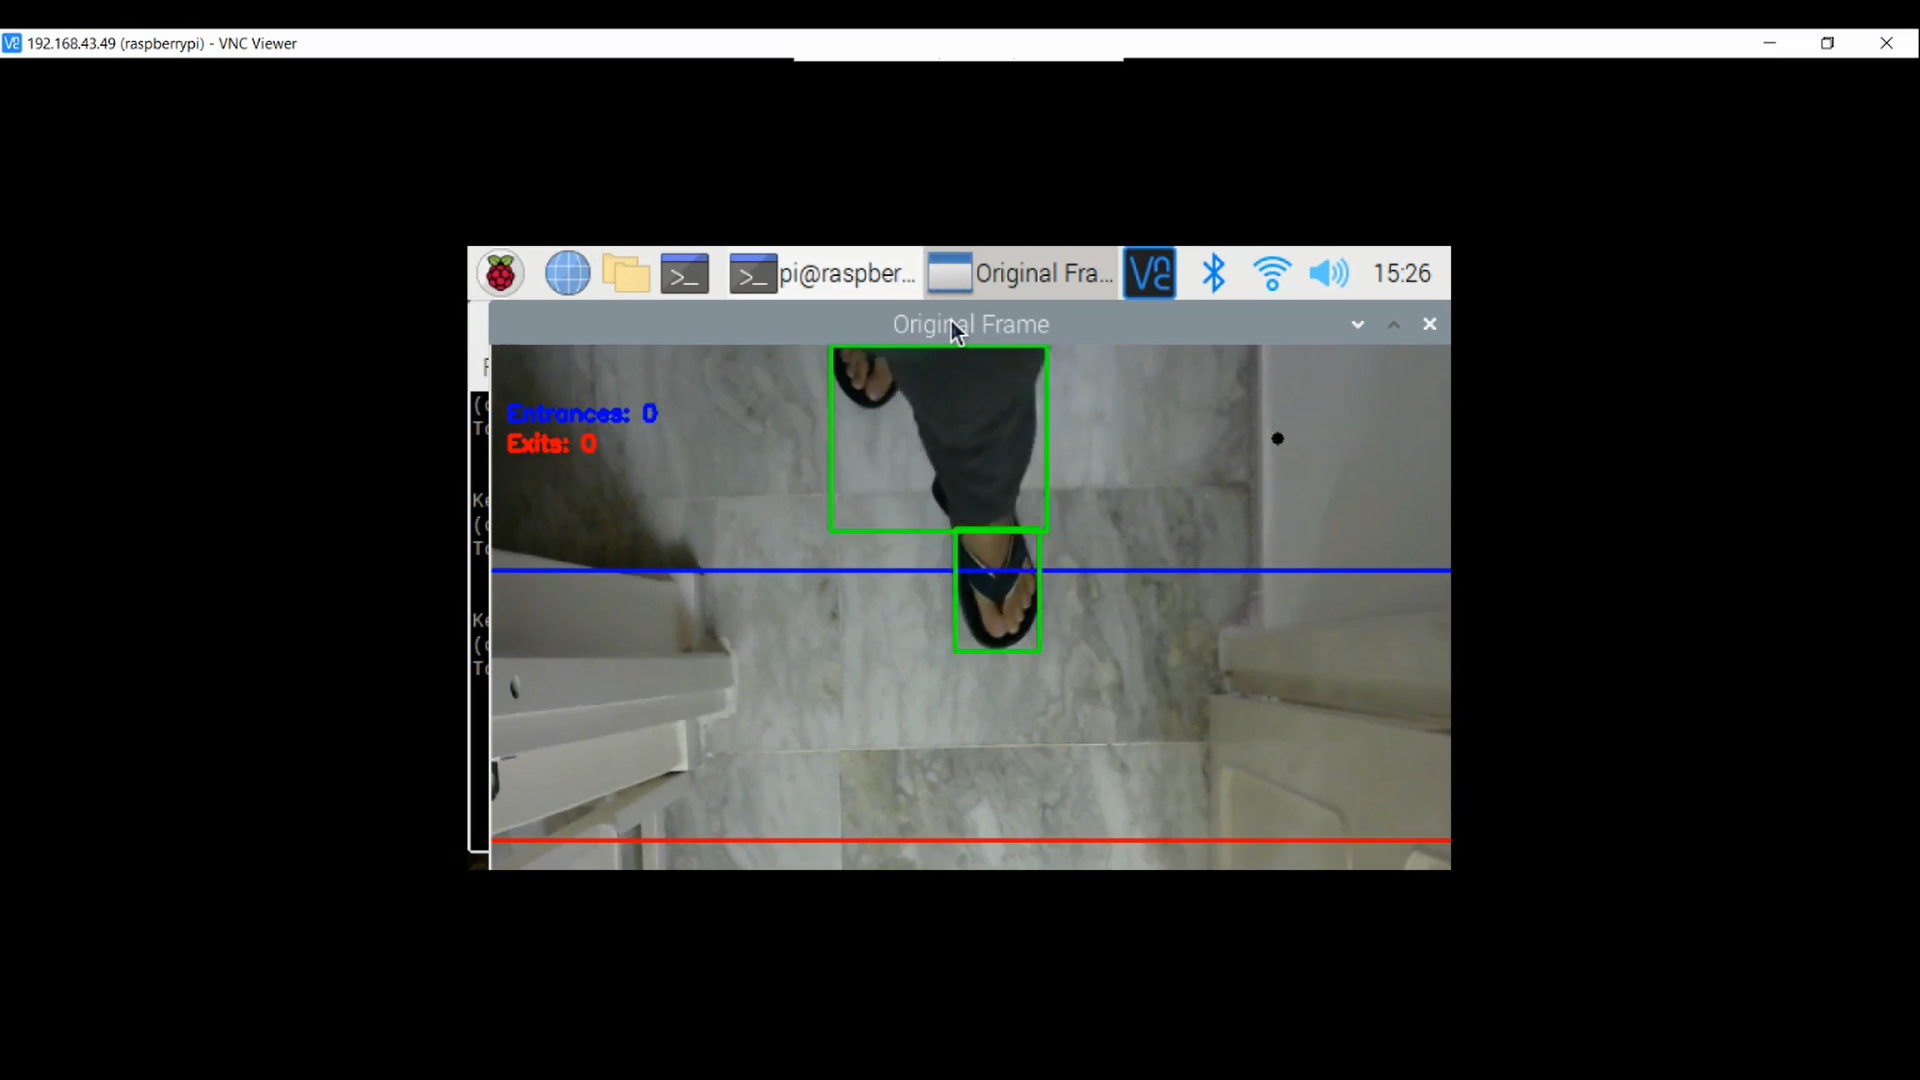 192.168.43.49 (raspberrypi) - VNC Viewer
pi@raspber... Original Fra... 15:26
Original Frame
Entrances: 0
Exits: 0